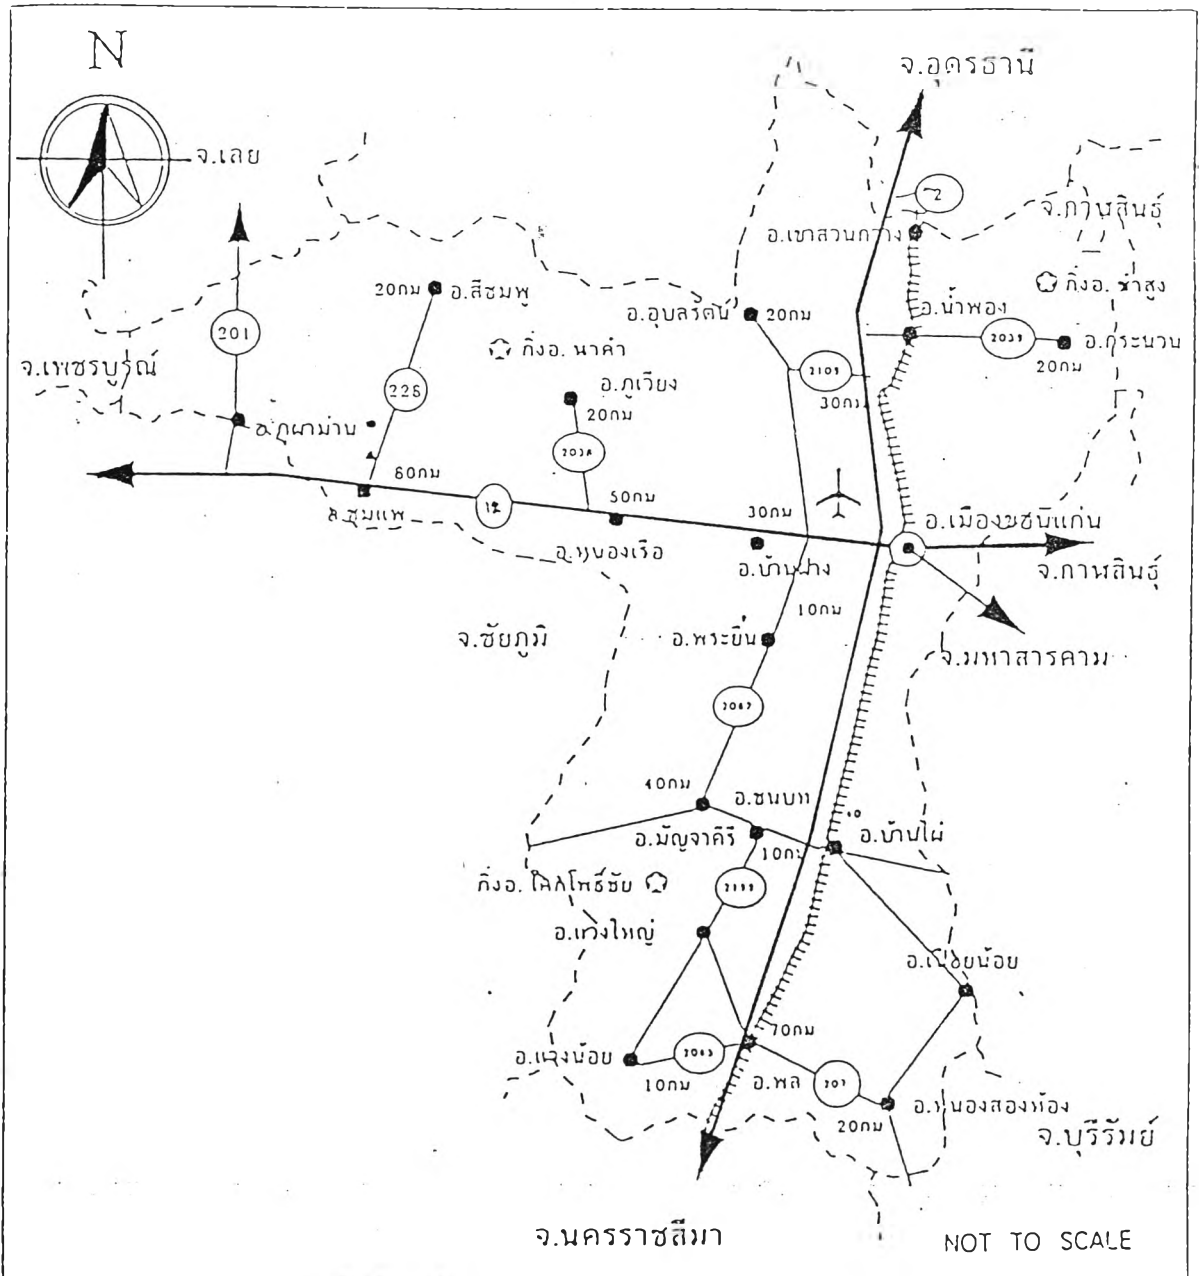 N
จ.อุดรธานี
จ.เลย
2
จ.กาฬสินธุ์
อ.เขาสวนกวาง
20กม
อ.สีชมพู
กิ่งอ. ซำสูง
อ.อุบลรัตน์
20กม
อ.น้ำพอง
201
2039
อ.กระนวน
กิ่งอ. นาคำ
จ.เพชรบูรณ์
20กม
2109
228
อ.ภูเวียง
30กม
20กม
อ.ภูผาม่าน
2038
80กม
12
50กม
30กม
อ.ชุมแพ
อ.เมืองขอนแก่น
อ.หนองเรือ
อ.บ้านฝาง
จ.กาฬสินธุ์
10กม
จ.ชัยภูมิ
อ.พระยืน
จ.มหาสารคาม
2062
40กม
อ.ชนบท
อ.มัญจาคีรี
อ.บ้านไผ่
10กม
กิ่งอ. โคกโพธิ์ชัย
2199
อ.แวงใหญ่
อ.เปือยน้อย
70กม
อ.แวงน้อย
2065
10กม
อ.พล
207
อ.หนองสองห้อง
20กม
จ.บุรีรัมย์
จ.นครราชสีมา
NOT TO SCALE